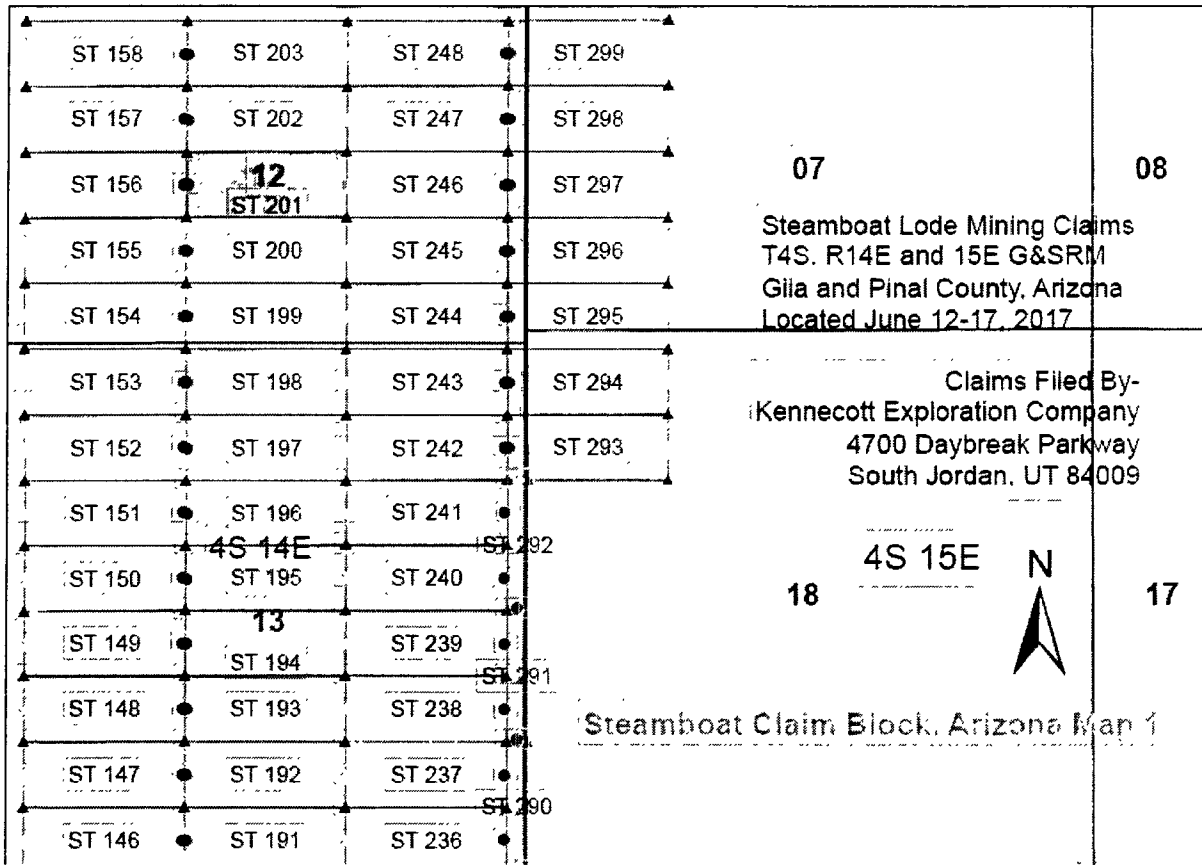 ST 158 ST 203 ST 248 ST 299
ST 157 ST 202 ST 247 ST 298
07 08
12
ST 156 ST 201 ST 246 ST 297
Steamboat Lode Mining Claims
T4S. R14E and 15E G&SRM
Gila and Pinal County, Arizona
Located June 12-17, 2017
ST 155 ST 200 ST 245 ST 296
ST 154 ST 199 ST 244 ST 295
ST 153 ST 198 ST 243 ST 294
Claims Filed By-
Kennecott Exploration Company
4700 Daybreak Parkway
South Jordan, UT 84009
ST 152 ST 197 ST 242 ST 293
ST 151 ST 196 ST 241
4S 14E
ST 292
4S 15E
N
ST 150 ST 195 ST 240
18 17
13
ST 149 ST 194 ST 239
ST 291
ST 148 ST 193 ST 238
Steamboat Claim Block, Arizona Map 1
ST 147 ST 192 ST 237
ST 290
ST 146 ST 191 ST 236